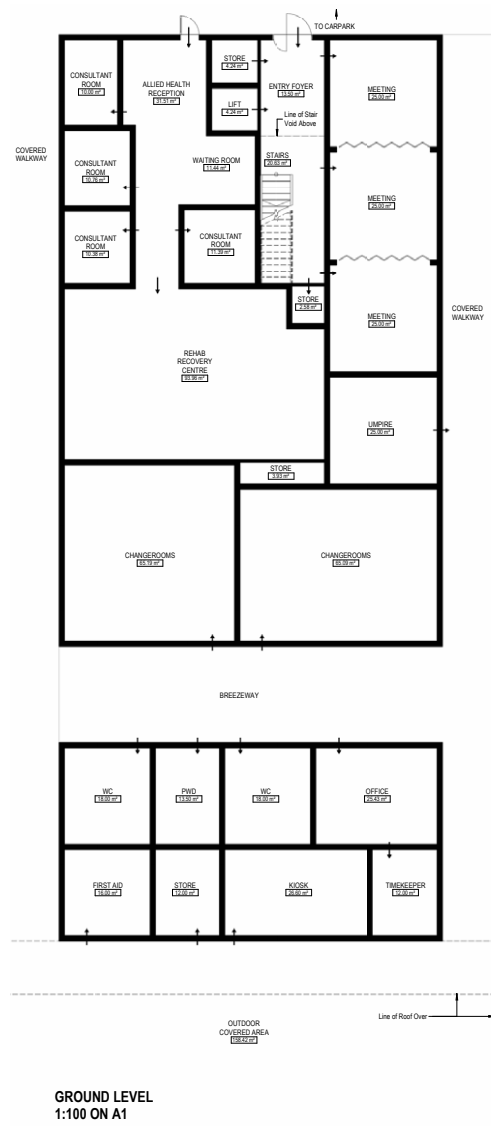 TO CARPARK
STORE
4.24 m²
CONSULTANT
ROOM
10.00 m²
ALLIED HEALTH
RECEPTION
31.51 m²
ENTRY FOYER
13.50 m²
MEETING
25.00 m²
LIFT
4.24 m²
Line of Stair
Void Above
COVERED
WALKWAY
CONSULTANT
ROOM
10.76 m²
WAITING ROOM
11.44 m²
STAIRS
20.63 m²
MEETING
25.00 m²
CONSULTANT
ROOM
10.38 m²
CONSULTANT
ROOM
11.39 m²
STORE
2.58 m²
MEETING
25.00 m²
COVERED
WALKWAY
REHAB
RECOVERY
CENTRE
93.98 m²
UMPIRE
25.00 m²
STORE
3.93 m²
CHANGEROOMS
65.79 m²
CHANGEROOMS
65.09 m²
BREEZEWAY
WC
18.00 m²
PWD
13.50 m²
WC
18.00 m²
OFFICE
25.43 m²
FIRST AID
16.00 m²
STORE
12.00 m²
KIOSK
26.60 m²
TIMEKEEPER
12.00 m²
Line of Roof Over
OUTDOOR
COVERED AREA
158.42 m²
GROUND LEVEL
1:100 ON A1